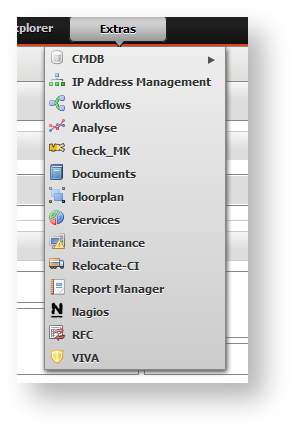 xplorer Extras
CMDB
IP Address Management
Workflows
Analyse
Check_MK
Documents
Floorplan
Services
Maintenance
Relocate-CI
Report Manager
Nagios
RFC
VIVA